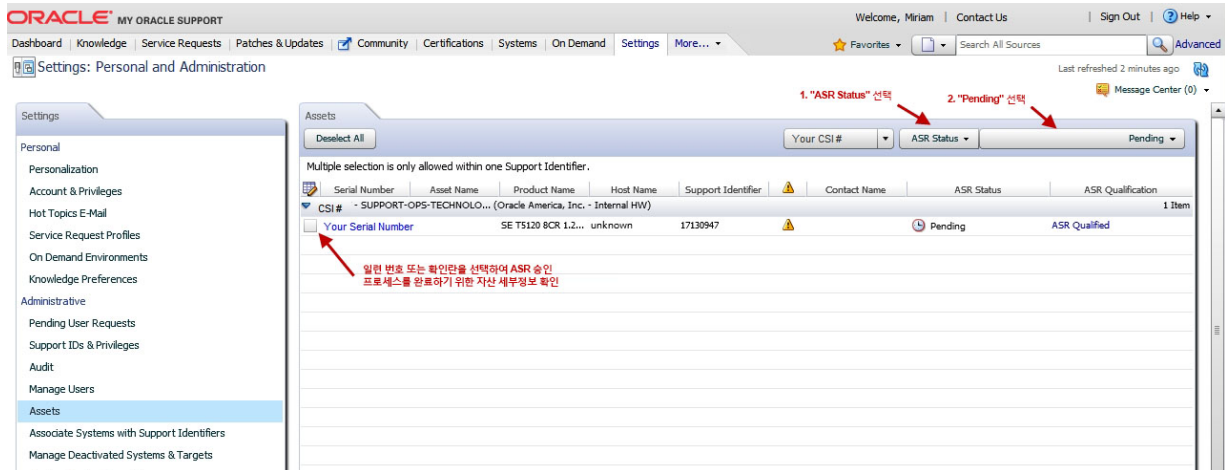 ORACLE MY ORACLE SUPPORT
Welcome, Miriam | Contact Us | Sign Out | Help
Dashboard | Knowledge | Service Requests | Patches & Updates | Community | Certifications | Systems | On Demand | Settings | More...
Favorites
Search All Sources
Advanced
Settings: Personal and Administration
Last refreshed 2 minutes ago
Message Center (0)
1. "ASR Status" 선택
2. "Pending" 선택
Settings
Personal
Personalization
Account & Privileges
Hot Topics E-Mail
Service Request Profiles
On Demand Environments
Knowledge Preferences
Administrative
Pending User Requests
Support IDs & Privileges
Audit
Manage Users
Assets
Associate Systems with Support Identifiers
Manage Deactivated Systems & Targets
Assets
Deselect All
Your CSI #
ASR Status
Pending
Multiple selection is only allowed within one Support Identifier.
Serial Number Asset Name Product Name Host Name Support Identifier Contact Name ASR Status ASR Qualification
CSI # - SUPPORT-OPS-TECHNOLO... (Oracle America, Inc. - Internal HW) 1 Item
Your Serial Number SE T5120 8CR 1.2... unknown 17130947 Pending ASR Qualified
일련 번호 또는 확인란을 선택하여 ASR 승인
프로세스를 완료하기 위한 자산 세부정보 확인